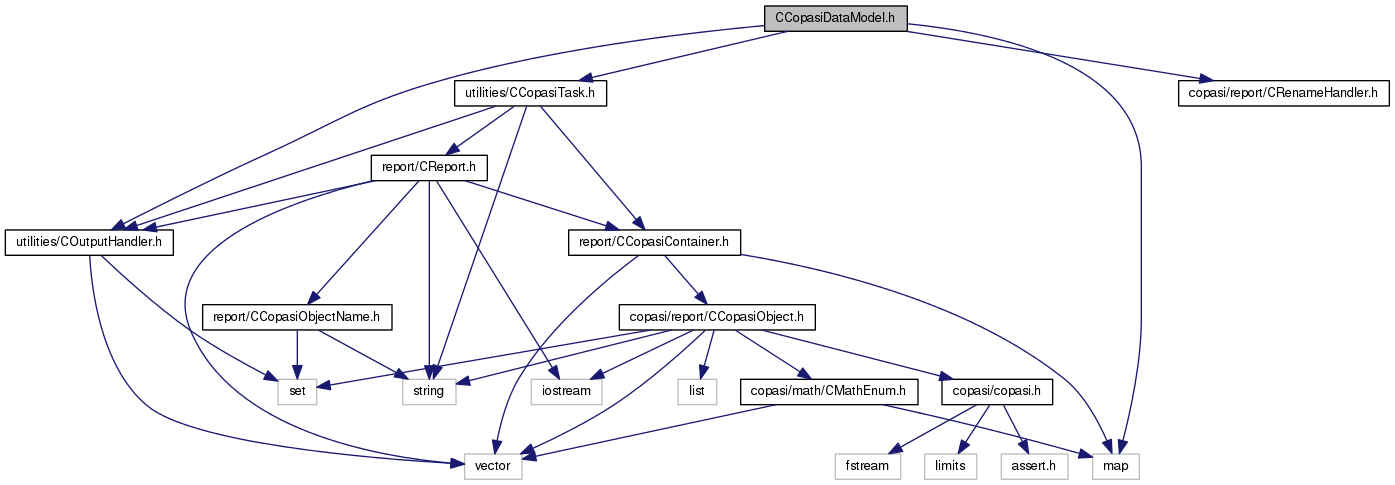 CCopasiDataModel.h
utilities/CCopasiTask.h
copasi/report/CRenameHandler.h
report/CReport.h
utilities/COutputHandler.h
report/CCopasiContainer.h
report/CCopasiObjectName.h
copasi/report/CCopasiObject.h
set
string
iostream
list
copasi/math/CMathEnum.h
copasi/copasi.h
vector
fstream
limits
assert.h
map